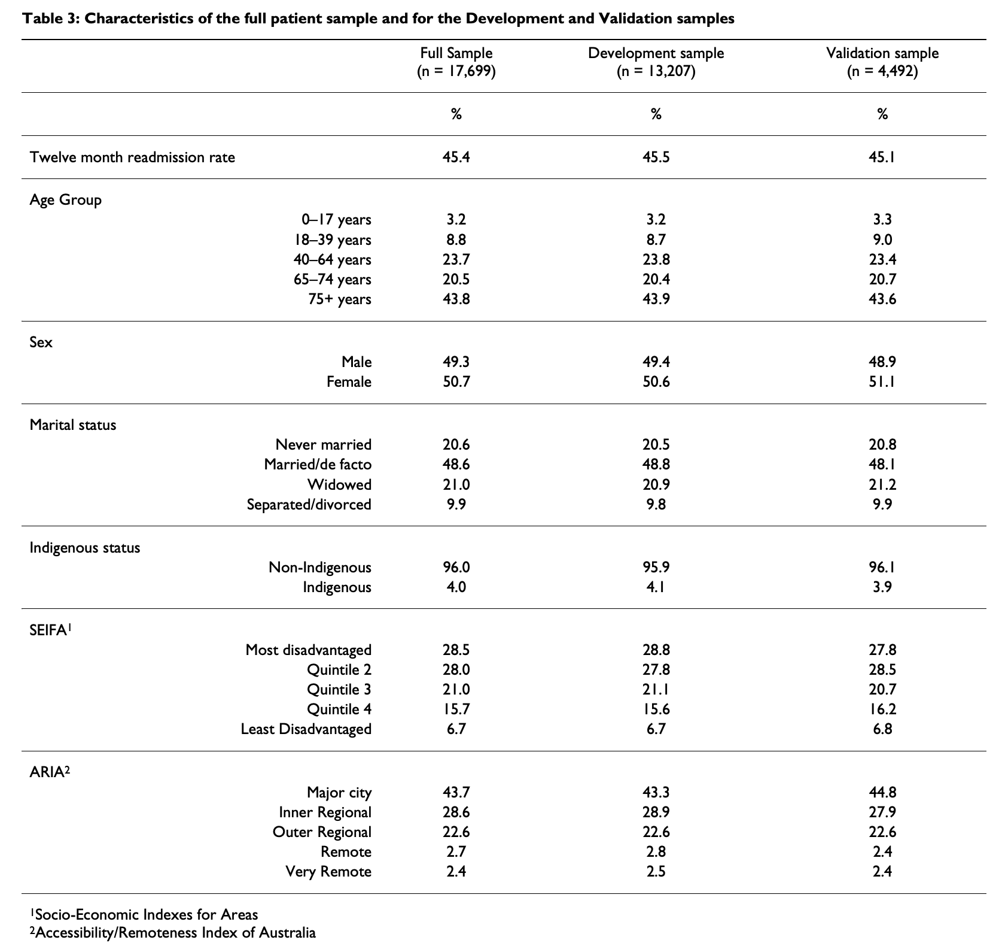 Table 3: Characteristics of the full patient sample and for the Development and Validation samples
Full Sample Development sample Validation sample
(n = 17,699) (n = 13,207) (n = 4,492)
% % %
Twelve month readmission rate 45.4 45.5 45.1
Age Group
0–17 years 3.2 3.2 3.3
18–39 years 8.8 8.7 9.0
40–64 years 23.7 23.8 23.4
65–74 years 20.5 20.4 20.7
75+ years 43.8 43.9 43.6
Sex
Male 49.3 49.4 48.9
Female 50.7 50.6 51.1
Marital status
Never married 20.6 20.5 20.8
Married/de facto 48.6 48.8 48.1
Widowed 21.0 20.9 21.2
Separated/divorced 9.9 9.8 9.9
Indigenous status
Non-Indigenous 96.0 95.9 96.1
Indigenous 4.0 4.1 3.9
SEIFA¹
Most disadvantaged 28.5 28.8 27.8
Quintile 2 28.0 27.8 28.5
Quintile 3 21.0 21.1 20.7
Quintile 4 15.7 15.6 16.2
Least Disadvantaged 6.7 6.7 6.8
ARIA²
Major city 43.7 43.3 44.8
Inner Regional 28.6 28.9 27.9
Outer Regional 22.6 22.6 22.6
Remote 2.7 2.8 2.4
Very Remote 2.4 2.5 2.4
¹Socio-Economic Indexes for Areas
²Accessibility/Remoteness Index of Australia